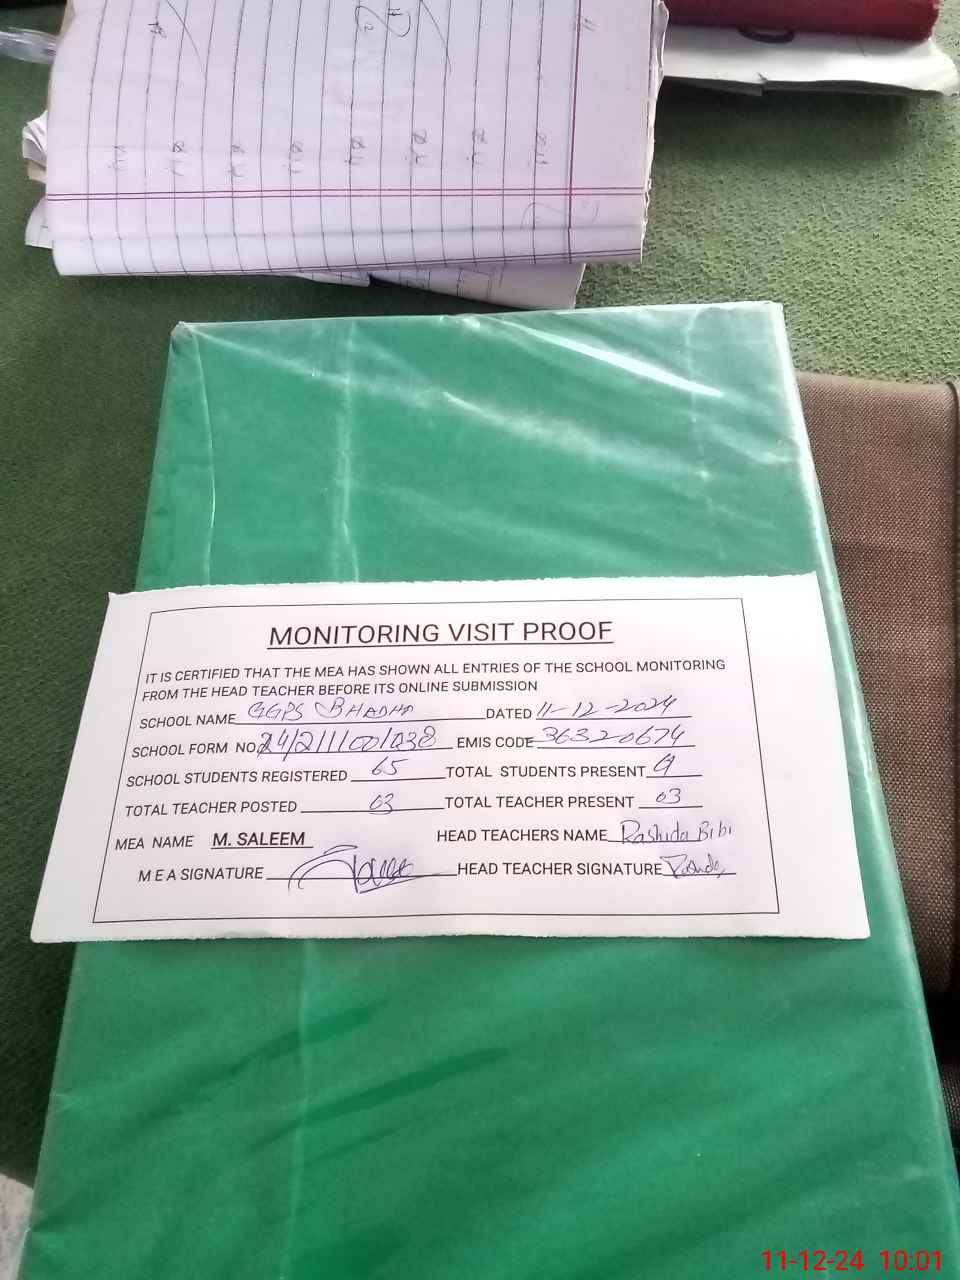 MONITORING VISIT PROOF
IT IS CERTIFIED THAT THE MEA HAS SHOWN ALL ENTRIES OF THE SCHOOL MONITORING
FROM THE HEAD TEACHER BEFORE ITS ONLINE SUBMISSION
SCHOOL NAME GGPS BHADHA DATED 11-12-2024
SCHOOL FORM NO 24/2111001038 EMIS CODE 36320674
SCHOOL STUDENTS REGISTERED 65 TOTAL STUDENTS PRESENT
TOTAL TEACHER POSTED 03 TOTAL TEACHER PRESENT 03
MEA NAME M. SALEEM HEAD TEACHERS NAME Rashida Bibi
M E A SIGNATURE HEAD TEACHER SIGNATURE
11-12-24 10:01